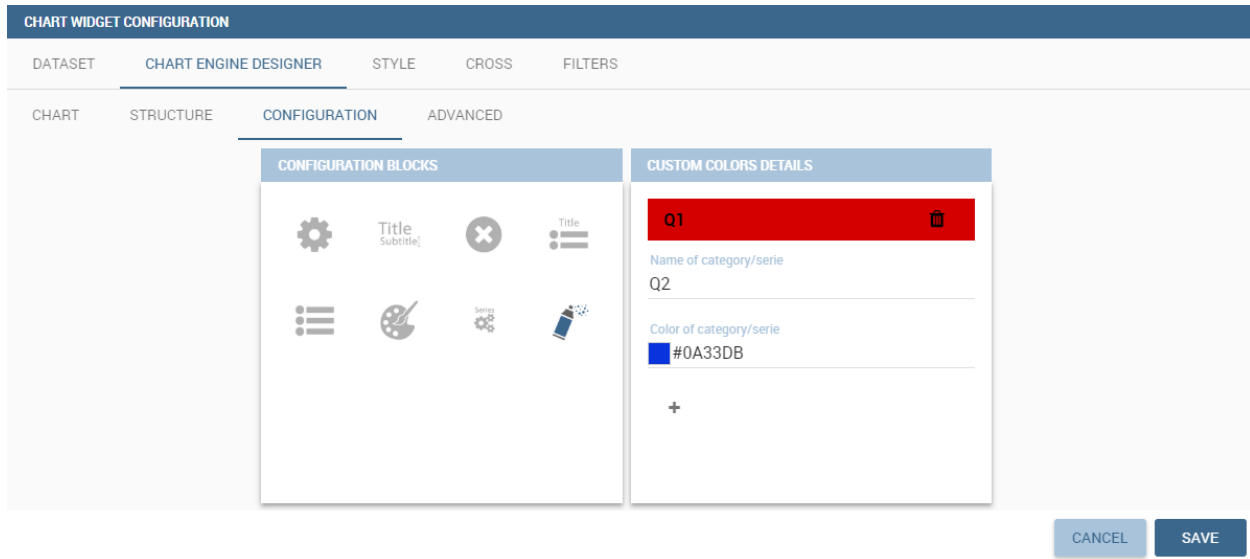 CHART WIDGET CONFIGURATION
DATASET CHART ENGINE DESIGNER STYLE CROSS FILTERS
CHART STRUCTURE CONFIGURATION ADVANCED
CONFIGURATION BLOCKS
Title
Subtitle
Title
Series
CUSTOM COLORS DETAILS
Q1
Name of category/serie
Q2
Color of category/serie
#0A33DB
+
CANCEL SAVE